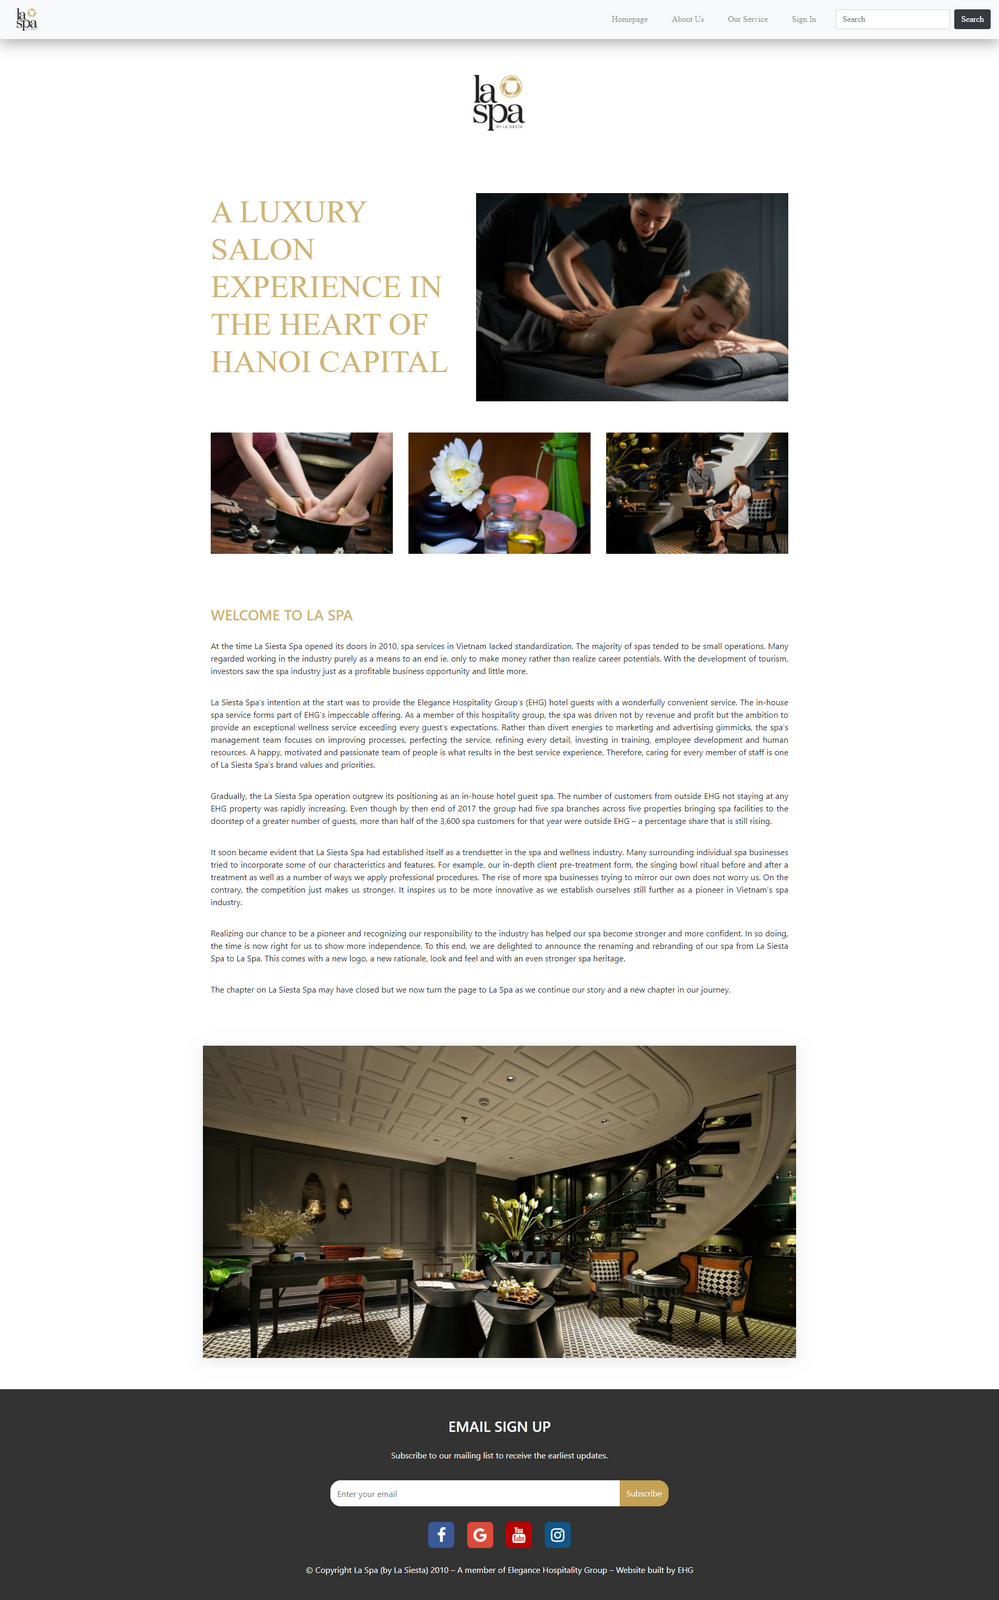 la
spa
Homepage
About Us
Our Service
Sign In
Search
Search
la
spa
BY LA SIESTA
A LUXURY
SALON
EXPERIENCE IN
THE HEART OF
HANOI CAPITAL
WELCOME TO LA SPA
At the time La Siesta Spa opened its doors in 2010, spa services in Vietnam lacked standardization. The majority of spas tended to be small operations. Many
regarded working in the industry purely as a means to an end ie. only to make money rather than realize career potentials. With the development of tourism,
investors saw the spa industry just as a profitable business opportunity and little more.
La Siesta Spa's intention at the start was to provide the Elegance Hospitality Group's (EHG) hotel guests with a wonderfully convenient service. The in-house
spa service forms part of EHG's impeccable offering. As a member of this hospitality group, the spa was driven not by revenue and profit but the ambition to
provide an exceptional wellness service exceeding every guest's expectations. Rather than divert energies to marketing and advertising gimmicks, the spa's
management team focuses on improving processes, perfecting the service, refining every detail, investing in training, employee development and human
resources. A happy, motivated and passionate team of people is what results in the best service experience. Therefore, caring for every member of staff is one
of La Siesta Spa's brand values and priorities.
Gradually, the La Siesta Spa operation outgrew its positioning as an in-house hotel guest spa. The number of customers from outside EHG not staying at any
EHG property was rapidly increasing. Even though by then end of 2017 the group had five spa branches across five properties bringing spa facilities to the
doorstep of a greater number of guests, more than half of the 3,600 spa customers for that year were outside EHG – a percentage share that is still rising.
It soon became evident that La Siesta Spa had established itself as a trendsetter in the spa and wellness industry. Many surrounding individual spa businesses
tried to incorporate some of our characteristics and features. For example, our in-depth client pre-treatment form, the singing bowl ritual before and after a
treatment as well as a number of ways we apply professional procedures. The rise of more spa businesses trying to mirror our own does not worry us. On the
contrary, the competition just makes us stronger. It inspires us to be more innovative as we establish ourselves still further as a pioneer in Vietnam's spa
industry.
Realizing our chance to be a pioneer and recognizing our responsibility to the industry has helped our spa become stronger and more confident. In so doing,
the time is now right for us to show more independence. To this end, we are delighted to announce the renaming and rebranding of our spa from La Siesta
Spa to La Spa. This comes with a new logo, a new rationale, look and feel and with an even stronger spa heritage.
The chapter on La Siesta Spa may have closed but we now turn the page to La Spa as we continue our story and a new chapter in our journey.
EMAIL SIGN UP
Subscribe to our mailing list to receive the earliest updates.
Enter your email
Subscribe
f
G
You
Tube
© Copyright La Spa (by La Siesta) 2010 – A member of Elegance Hospitality Group – Website built by EHG